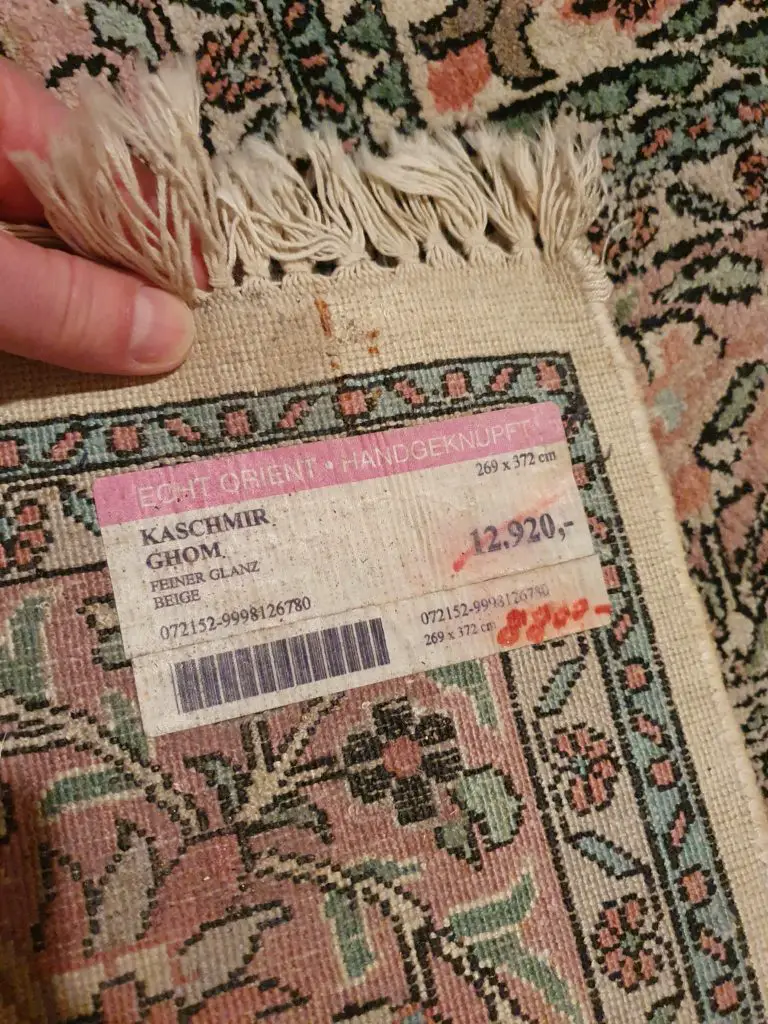 ECHT ORIENT • HANDGEKNÜPFT
269 x 372 cm
KASCHMIR
GHOM
FEINER GLANZ
BEIGE
12.920,-
072152-9998126780
072152-9998126780
269 x 372 cm
8800-